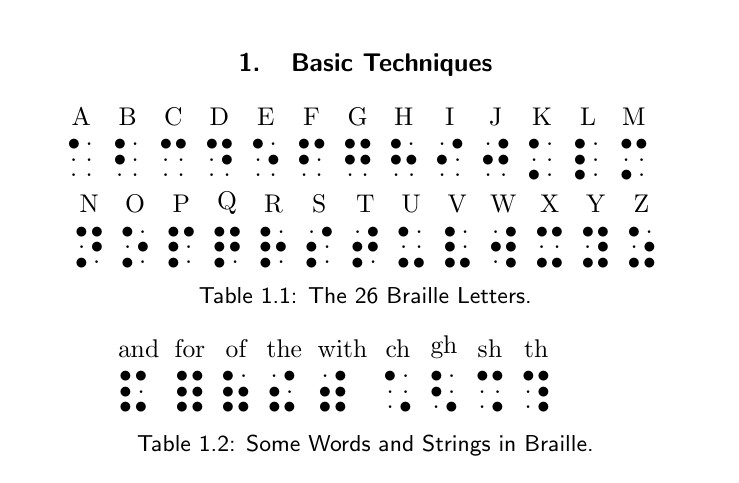 1. Basic Techniques
A B C D E F G H I J K L M
⠁ ⠃ ⠉ ⠙ ⠑ ⠋ ⠛ ⠓ ⠊ ⠚ ⠅ ⠇ ⠍
N O P Q R S T U V W X Y Z
⠝ ⠕ ⠏ ⠟ ⠗ ⠎ ⠞ ⠥ ⠧ ⠺ ⠭ ⠽ ⠵
Table 1.1: The 26 Braille Letters.
and for of the with ch gh sh th
⠯ ⠿ ⠷ ⠮ ⠾ ⠡ ⠣ ⠩ ⠹
Table 1.2: Some Words and Strings in Braille.